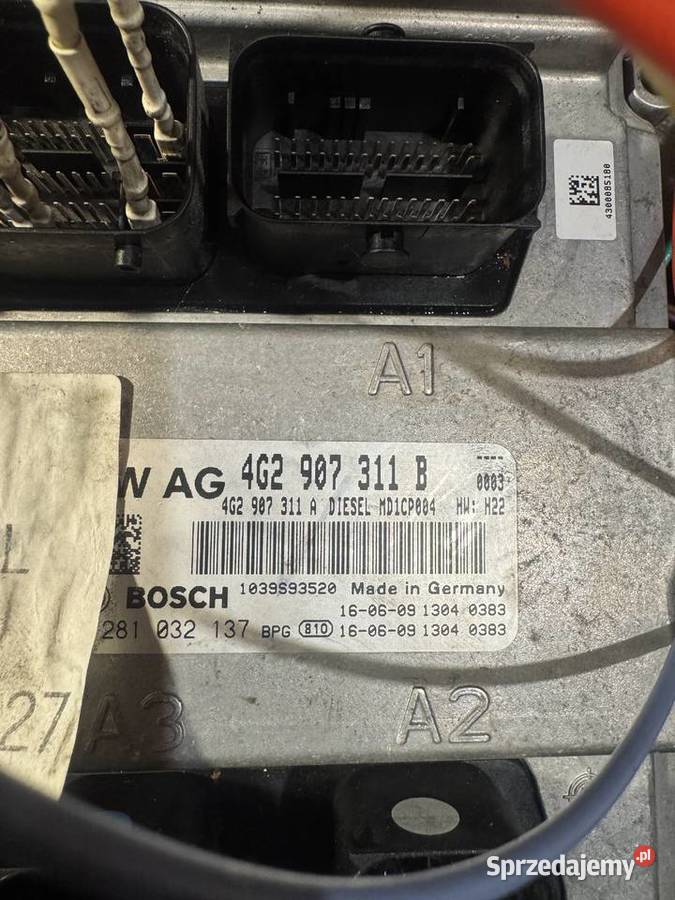 4300085180
A1
W AG 4G2 907 311 B ----
0003
4G2 907 311 A DIESEL MD1CP004 HW: H22
BOSCH 1039S93520 Made in Germany
16-06-09 1304 0383
281 032 137 BPG 810 16-06-09 1304 0383
L
27
A3 A2
Sprzedajemy.pl